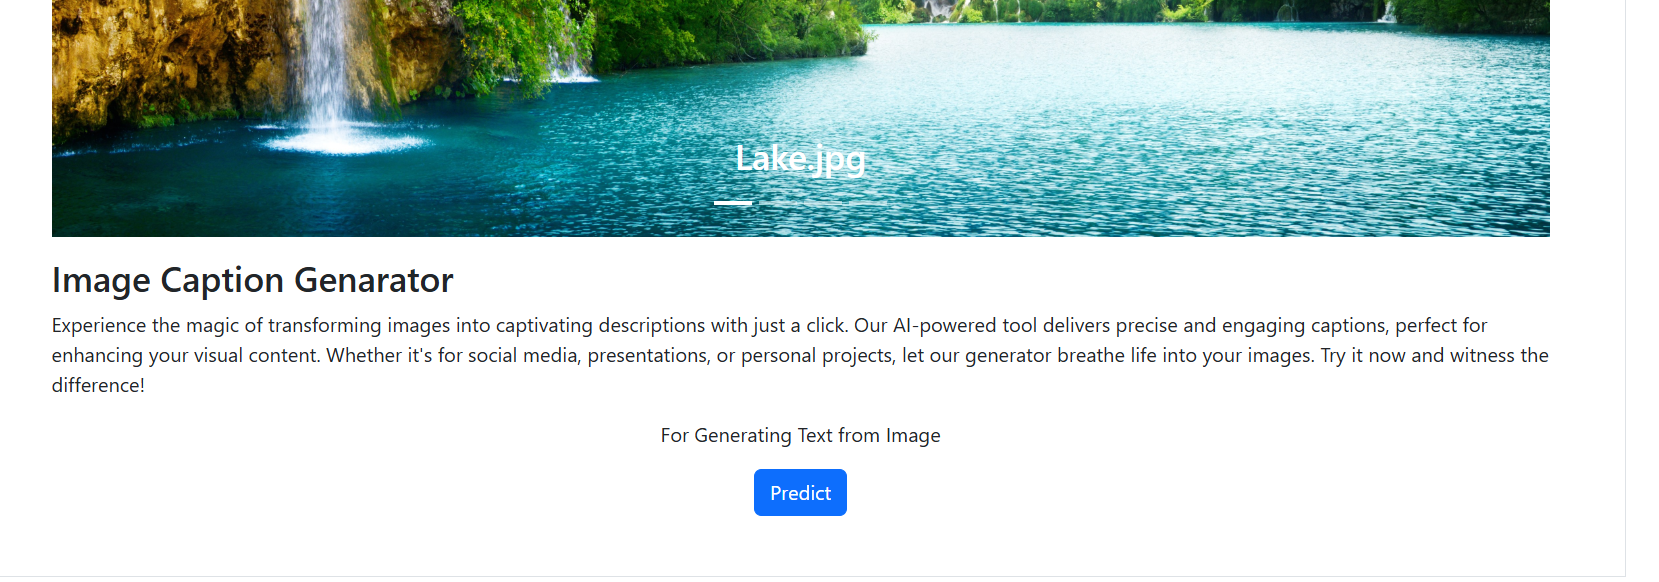 Lake.jpg
Image Caption Genarator
Experience the magic of transforming images into captivating descriptions with just a click. Our AI-powered tool delivers precise and engaging captions, perfect for
enhancing your visual content. Whether it's for social media, presentations, or personal projects, let our generator breathe life into your images. Try it now and witness the
difference!
For Generating Text from Image
Predict